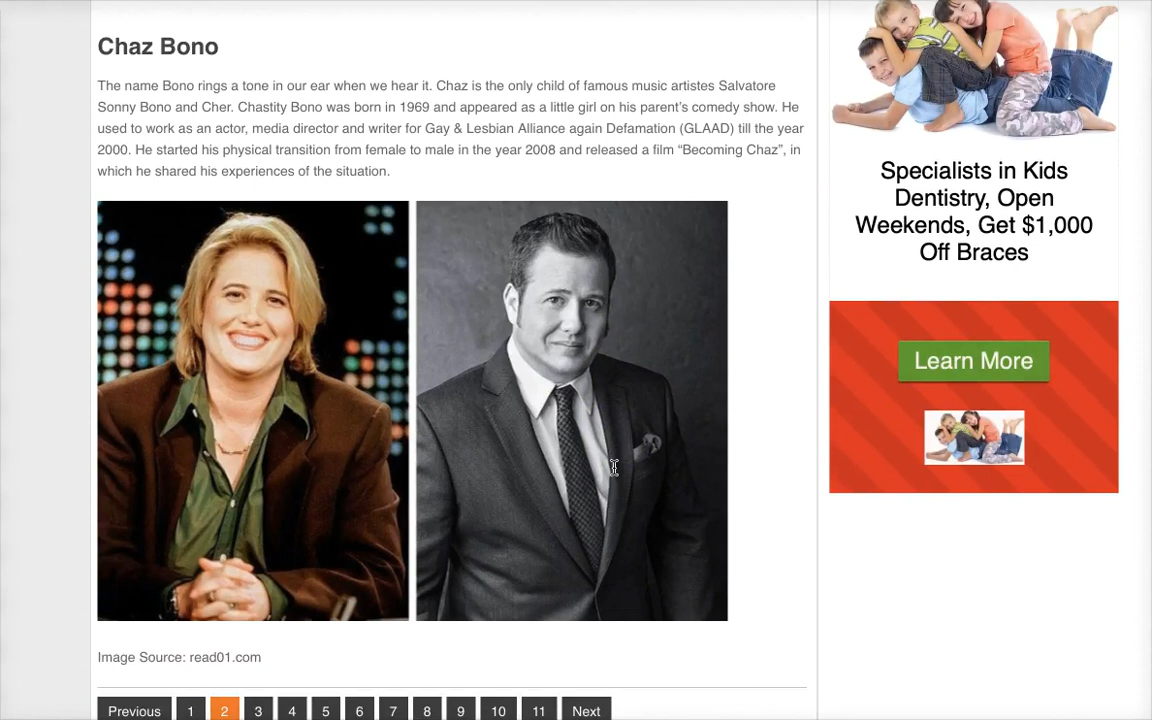 Chaz Bono
The name Bono rings a tone in our ear when we hear it. Chaz is the only child of famous music artistes Salvatore
Sonny Bono and Cher. Chastity Bono was born in 1969 and appeared as a little girl on his parent’s comedy show. He
used to work as an actor, media director and writer for Gay & Lesbian Alliance again Defamation (GLAAD) till the year
2000. He started his physical transition from female to male in the year 2008 and released a film “Becoming Chaz”, in
which he shared his experiences of the situation.
Image Source: read01.com
Previous 1 2 3 4 5 6 7 8 9 10 11 Next
Specialists in Kids
Dentistry, Open
Weekends, Get $1,000
Off Braces
Learn More